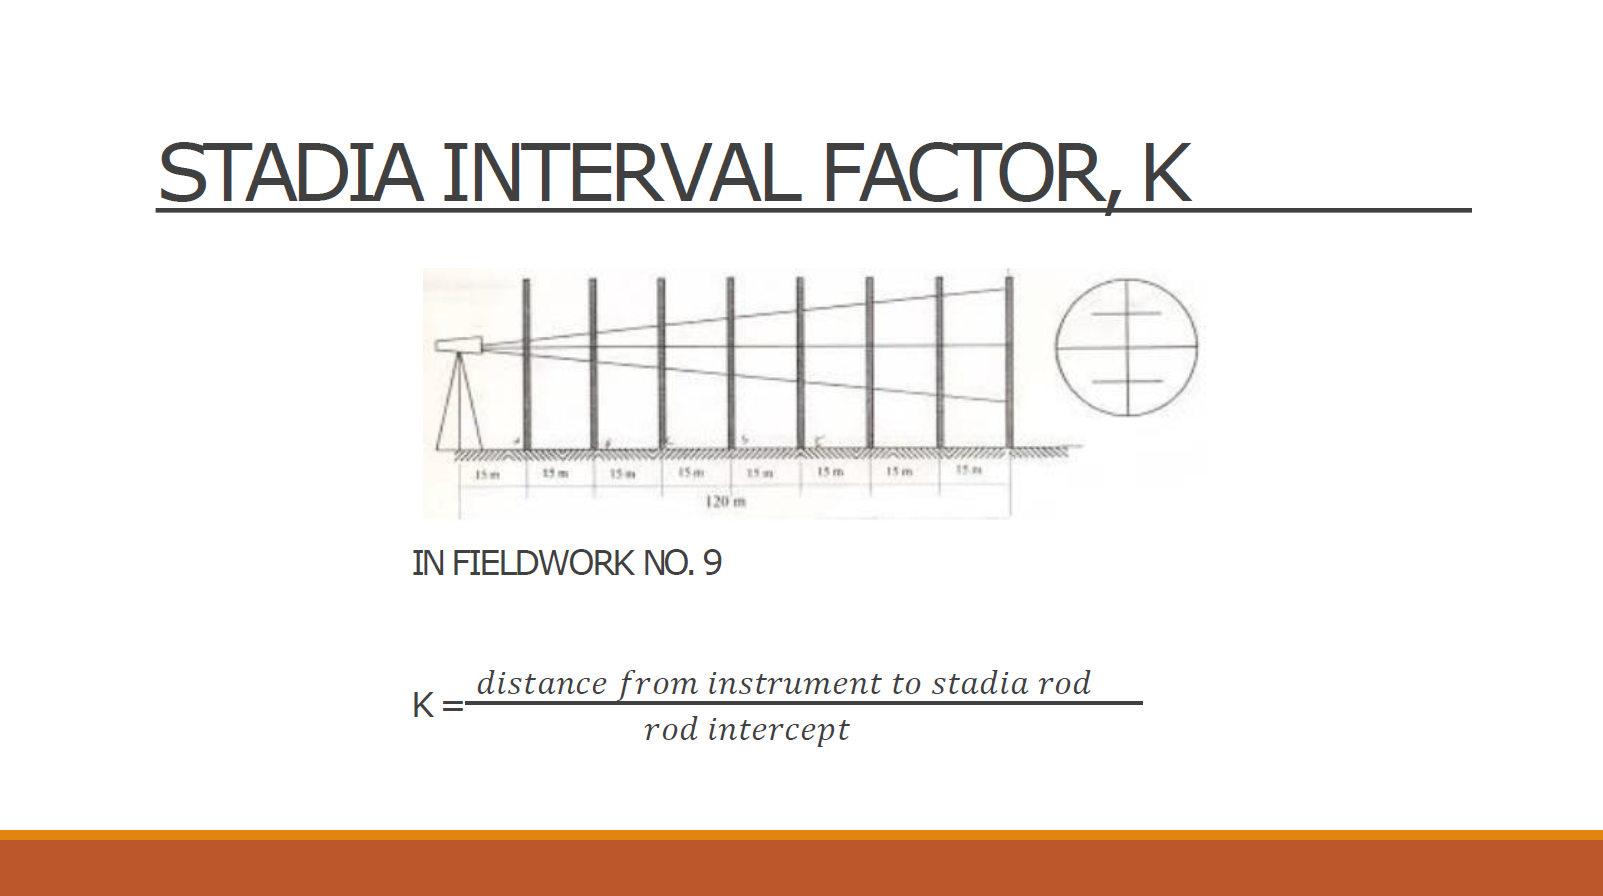 STADIA INTERVAL FACTOR, K
15 m 15 m 15 m 15 m 15 m 15 m 15 m 15 m
120 m
IN FIELDWORK NO. 9
K = distance from instrument to stadia rod
rod intercept